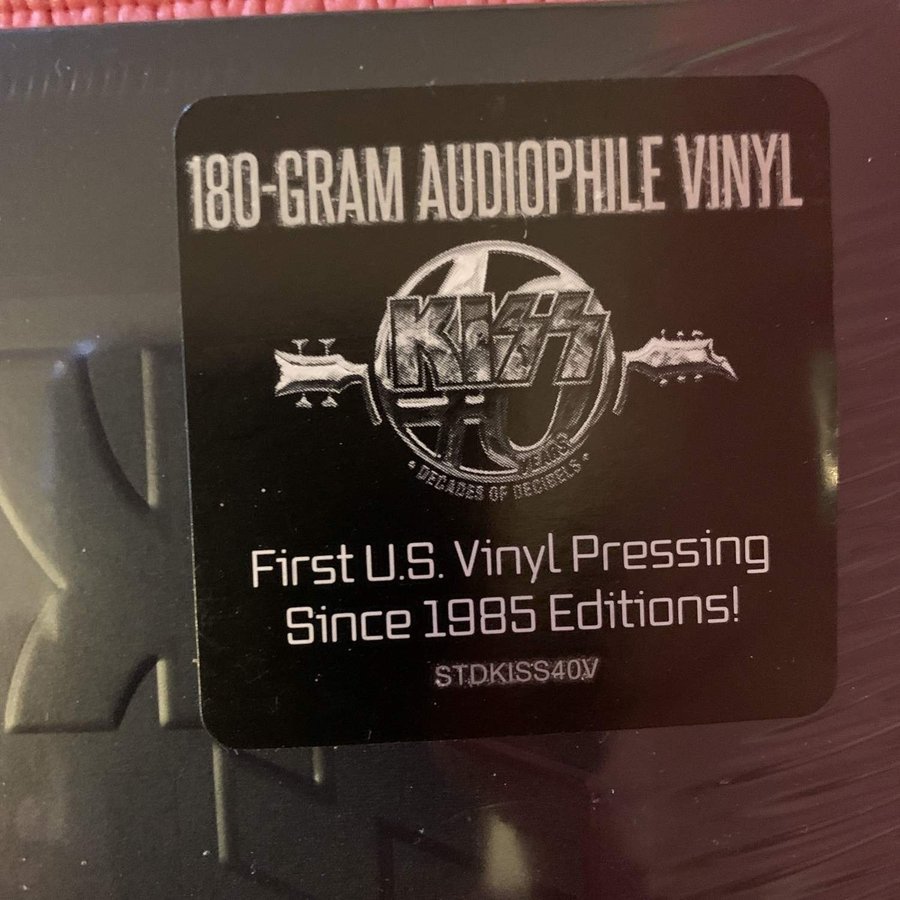 180-GRAM AUDIOPHILE VINYL
40
KISS
YEARS
• DECADES OF DECIBELS •
First U.S. Vinyl Pressing
Since 1985 Editions!
STDKISS40V